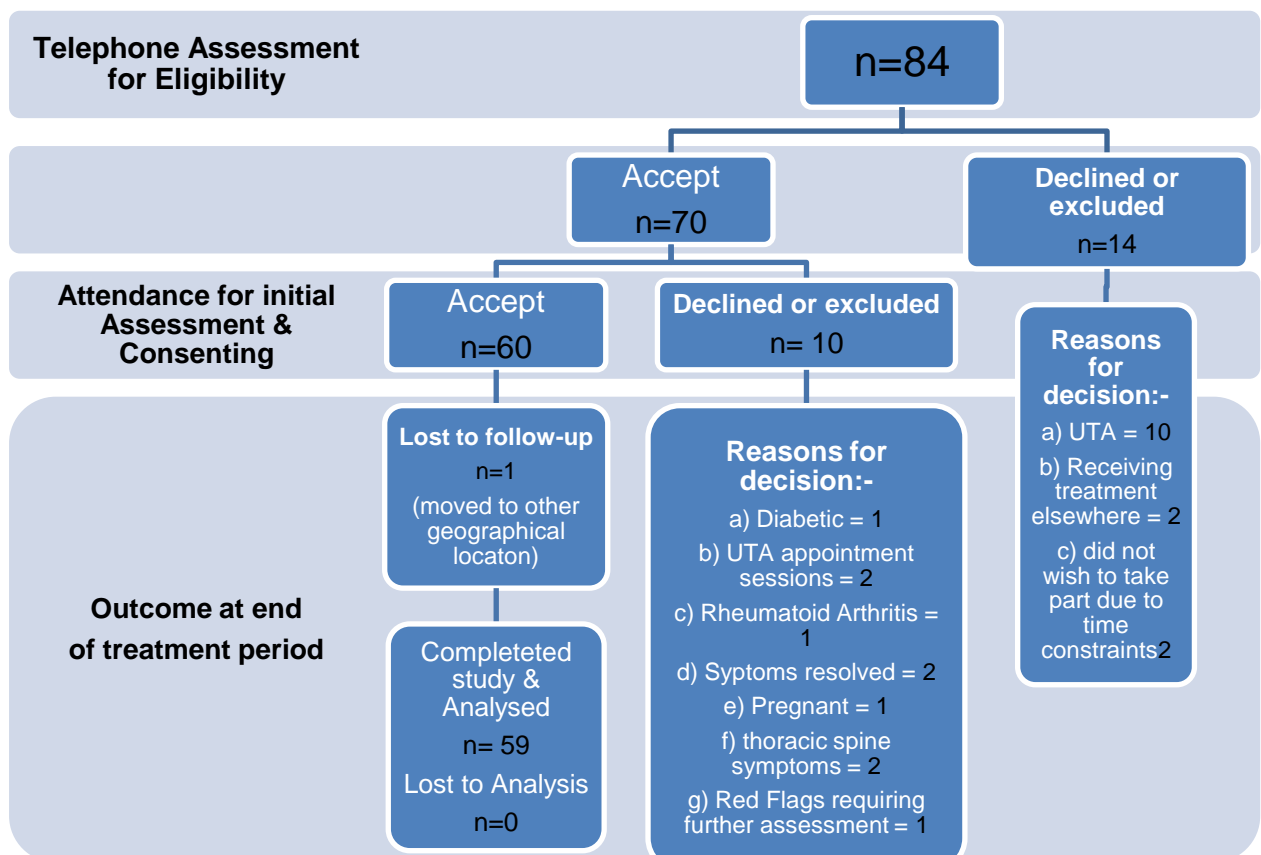 Telephone Assessment
for Eligibility
n=84
Accept
n=70
Declined or
excluded
n=14
Attendance for initial
Assessment &
Consenting
Accept
n=60
Declined or excluded
n= 10
Reasons
for
decision:-
a) UTA = 10
b) Receiving
treatment
elsewhere = 2
c) did not
wish to take
part due to
time
constraints2
Outcome at end
of treatment period
Lost to follow-up
n=1
(moved to other
geographical
locaton)
Completeted
study &
Analysed
n= 59
Lost to Analysis
n=0
Reasons for
decision:-
a) Diabetic = 1
b) UTA appointment
sessions = 2
c) Rheumatoid Arthritis =
1
d) Syptoms resolved = 2
e) Pregnant = 1
f) thoracic spine
symptoms = 2
g) Red Flags requiring
further assessment = 1